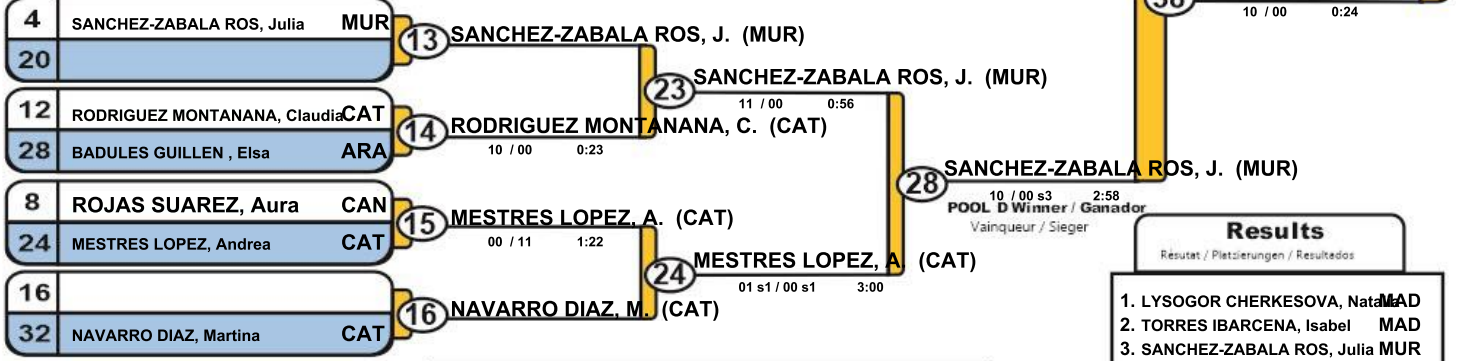 4 SANCHEZ-ZABALA ROS, Julia MUR
20
13
SANCHEZ-ZABALA ROS, J. (MUR)
12 RODRIGUEZ MONTANANA, Claudia CAT
28 BADULES GUILLEN , Elsa ARA
14
RODRIGUEZ MONTANANA, C. (CAT)
10 / 00 0:23
8 ROJAS SUAREZ, Aura CAN
24 MESTRES LOPEZ, Andrea CAT
15
MESTRES LOPEZ, A. (CAT)
00 / 11 1:22
16
32 NAVARRO DIAZ, Martina CAT
16
NAVARRO DIAZ, M. (CAT)
23
SANCHEZ-ZABALA ROS, J. (MUR)
11 / 00 0:56
24
MESTRES LOPEZ, A. (CAT)
01 s1 / 00 s1 3:00
28
SANCHEZ-ZABALA ROS, J. (MUR)
10 / 00 s3 2:58
POOL D Winner / Ganador
Vainqueur / Sieger
10 / 00 0:24
Results
Résutat / Platzierungen / Resultados
1. LYSOGOR CHERKESOVA, Natalia MAD
2. TORRES IBARCENA, Isabel MAD
3. SANCHEZ-ZABALA ROS, Julia MUR